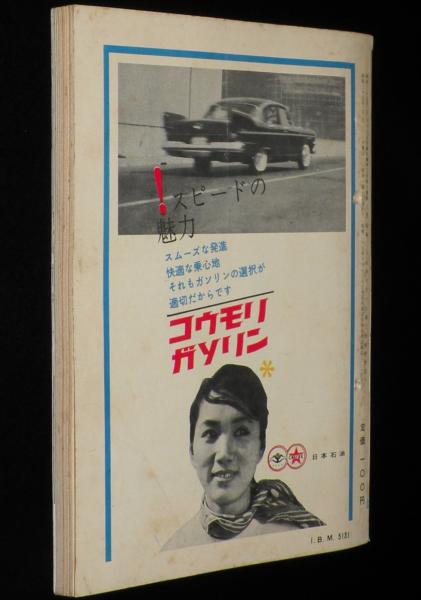 !スピードの
魅力
スムーズな発進
快適な乗心地
それもガソリンの選択が
適切だからです
コウモリ
ガソリン
日本石油
定価一〇〇円
I.B.M. 5131